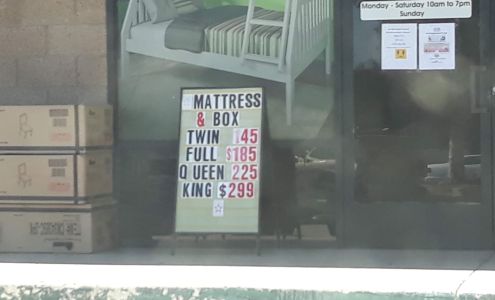 Monday - Saturday 10am to 7pm
Sunday
MATTRESS
& BOX
TWIN 145
FULL $185
QUEEN 225
KING $299